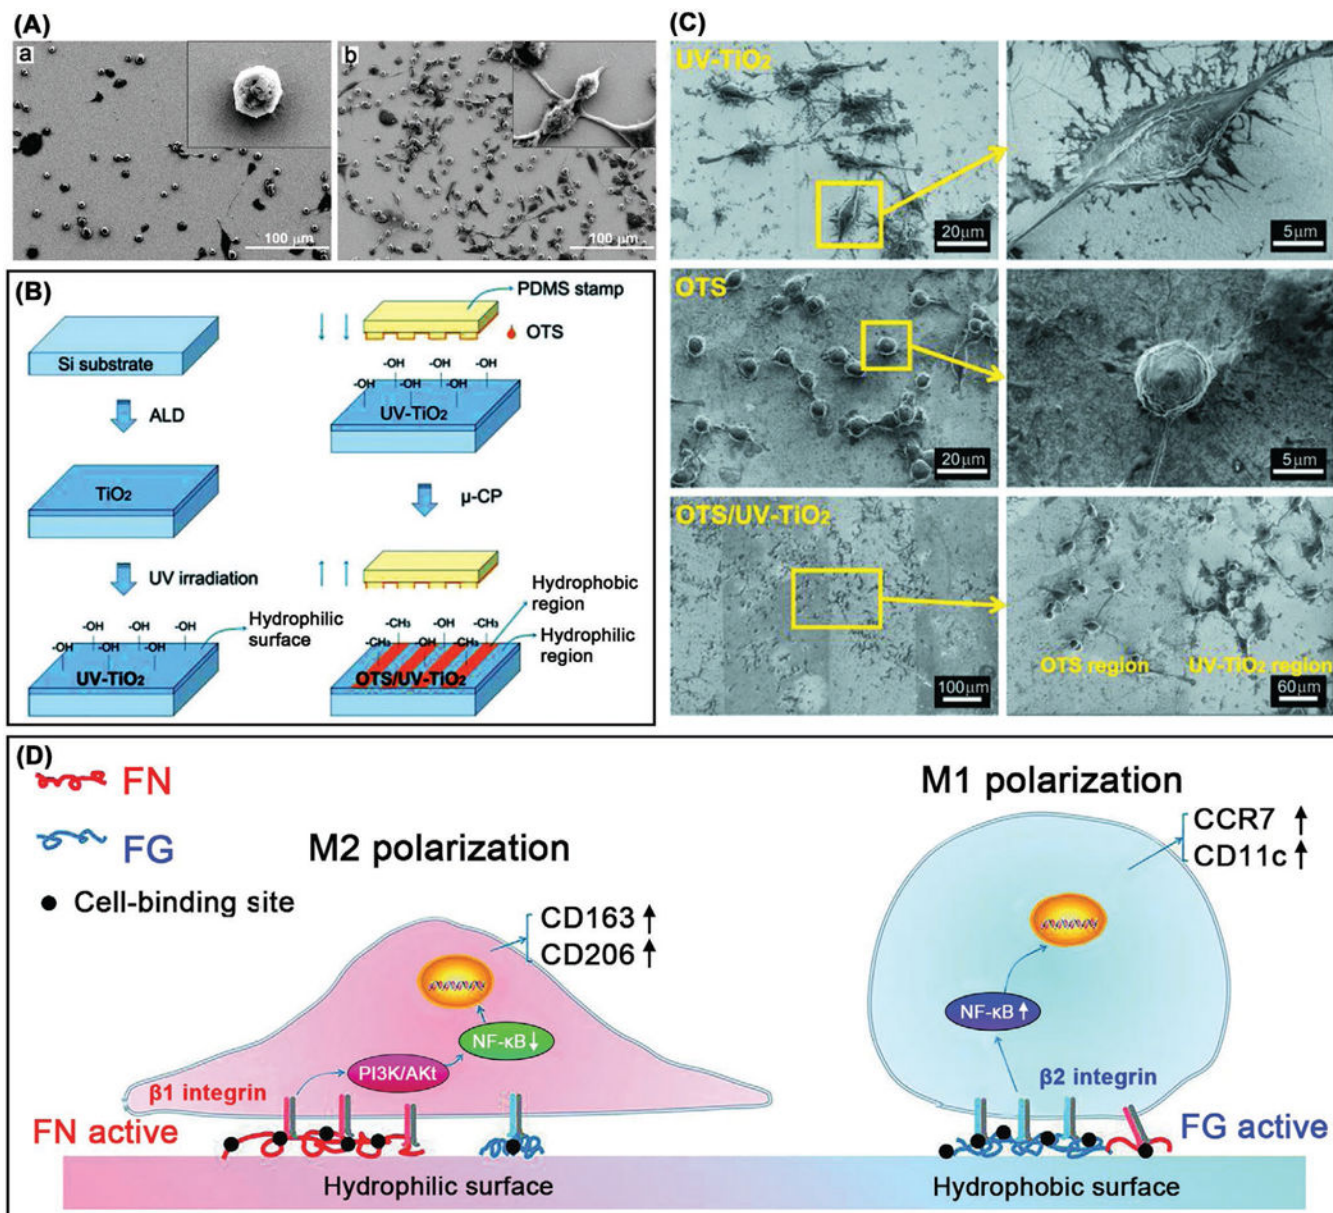 (A)
a
100 μm
b
100 μm
(B)
Si substrate
ALD
TiO₂
UV irradiation
-OH -OH -OH
-OH -OH -OH
Hydrophilic
surface
UV-TiO₂
PDMS stamp
OTS
-OH -OH -OH
-OH -OH -OH
UV-TiO₂
μ-CP
Hydrophobic
region
-CH₃ -OH -CH₃
-CH₃ -OH -CH₃
Hydrophilic
region
OTS/UV-TiO₂
(C)
UV-TiO₂
20μm
5μm
OTS
20μm
5μm
OTS/UV-TiO₂
100μm
OTS region
UV-TiO₂ region
60μm
(D)
FN
FG
Cell-binding site
M2 polarization
CD163↑
CD206↑
NF-κB↓
PI3K/AKt
β1 integrin
FN active
Hydrophilic surface
M1 polarization
CCR7 ↑
CD11c↑
NF-κB↑
β2 integrin
FG active
Hydrophobic surface